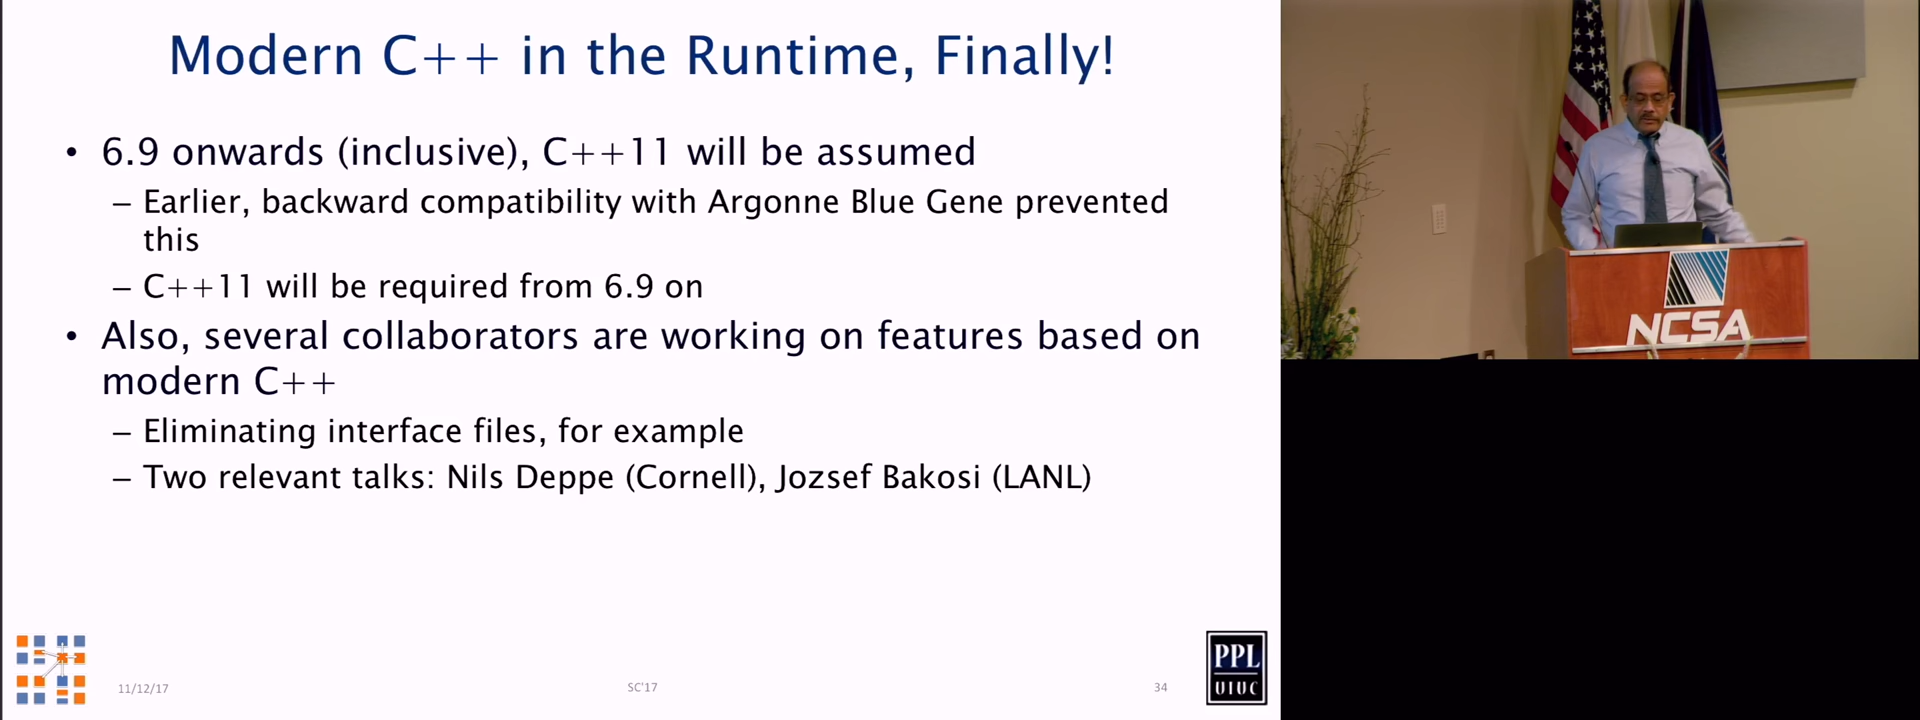 Modern C++ in the Runtime, Finally!
• 6.9 onwards (inclusive), C++11 will be assumed
– Earlier, backward compatibility with Argonne Blue Gene prevented
this
– C++11 will be required from 6.9 on
• Also, several collaborators are working on features based on
modern C++
– Eliminating interface files, for example
– Two relevant talks: Nils Deppe (Cornell), Jozsef Bakosi (LANL)
11/12/17
SC'17
34
PPL
UIUC
NCSA